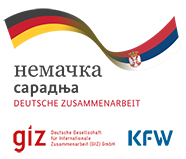 немачка
сарадња
DEUTSCHE ZUSAMMENARBEIT
giz Deutsche Gesellschaft
für Internationale
Zusammenarbeit (GIZ) GmbH
KFW